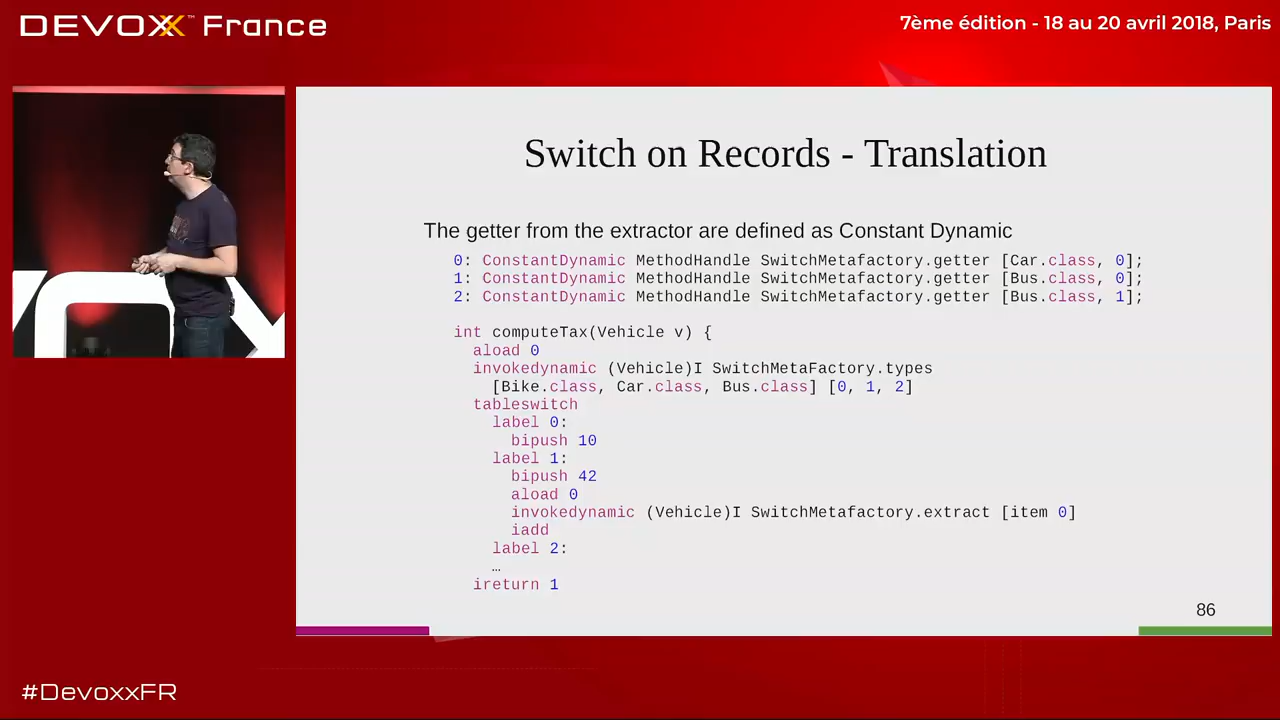 DEVOXX™ France
7ème édition - 18 au 20 avril 2018, Paris
Switch on Records - Translation
The getter from the extractor are defined as Constant Dynamic
0: ConstantDynamic MethodHandle SwitchMetafactory.getter [Car.class, 0];
1: ConstantDynamic MethodHandle SwitchMetafactory.getter [Bus.class, 0];
2: ConstantDynamic MethodHandle SwitchMetafactory.getter [Bus.class, 1];
int computeTax(Vehicle v) {
aload 0
invokedynamic (Vehicle)I SwitchMetaFactory.types
[Bike.class, Car.class, Bus.class] [0, 1, 2]
tableswitch
label 0:
bipush 10
label 1:
bipush 42
aload 0
invokedynamic (Vehicle)I SwitchMetafactory.extract [item 0]
iadd
label 2:
…
ireturn 1
86
#DevoxxFR